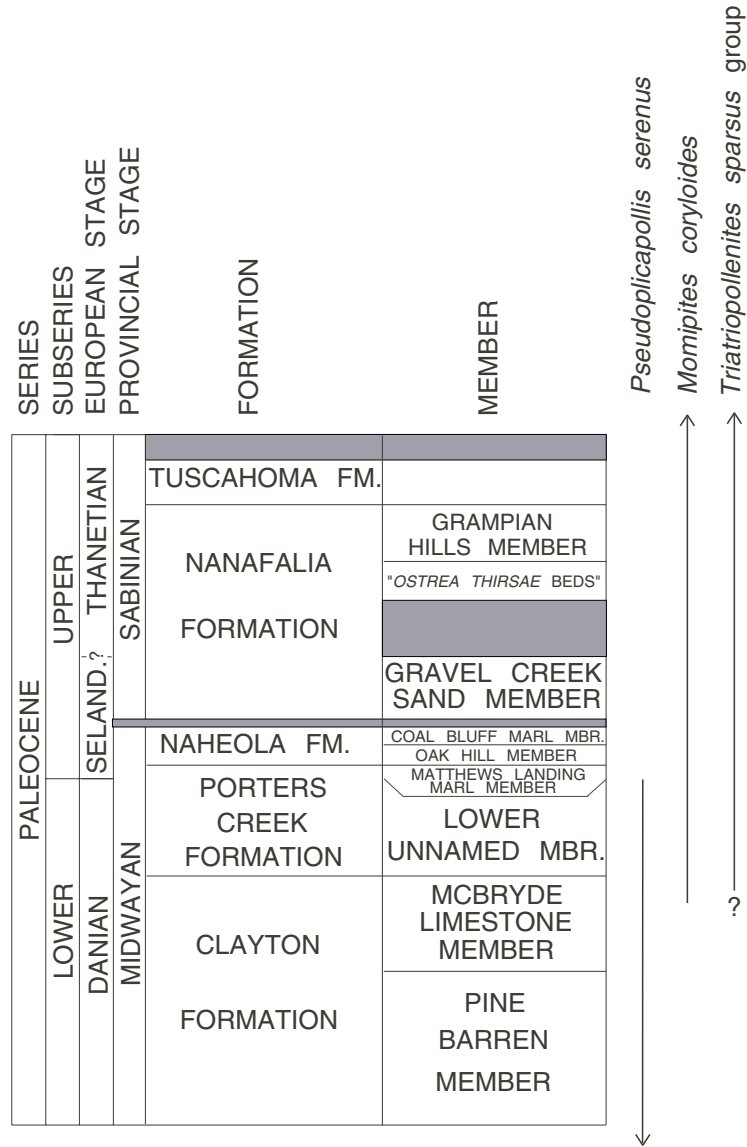 SERIES
SUBSERIES
EUROPEAN STAGE
PROVINCIAL STAGE
FORMATION
MEMBER
Pseudoplicapollis serenus
Momipites coryloides
Triatriopollenites sparsus group
PALEOCENE
UPPER
LOWER
THANETIAN
?
SELAND.
DANIAN
SABINIAN
MIDWAYAN
TUSCAHOMA FM.
NANAFALIA
FORMATION
NAHEOLA FM.
PORTERS
CREEK
FORMATION
CLAYTON
FORMATION
GRAMPIAN
HILLS MEMBER
"OSTREA THIRSAE BEDS"
GRAVEL CREEK
SAND MEMBER
COAL BLUFF MARL MBR.
OAK HILL MEMBER
MATTHEWS LANDING
MARL MEMBER
LOWER
UNNAMED MBR.
MCBRYDE
LIMESTONE
MEMBER
PINE
BARREN
MEMBER
?